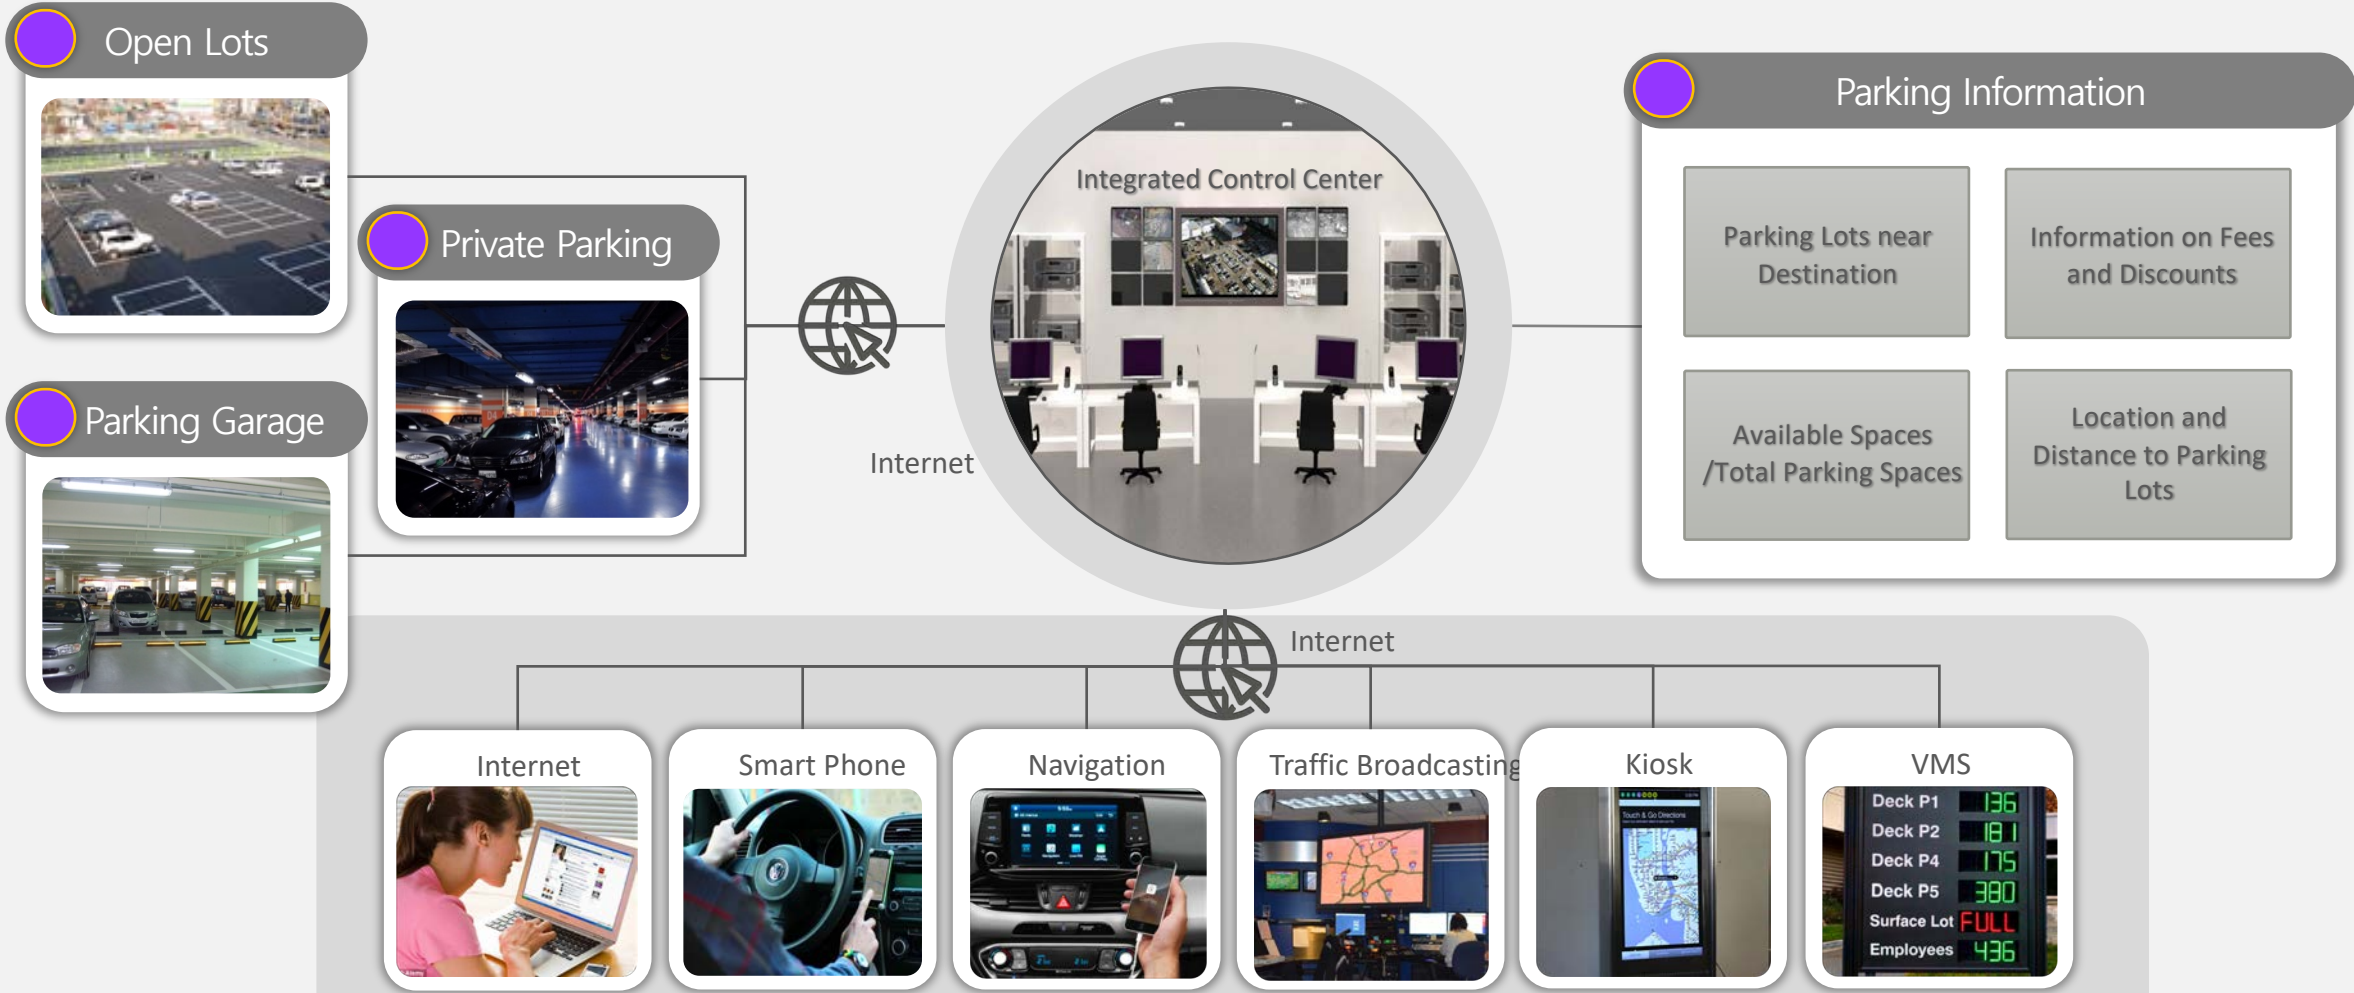 Open Lots
Private Parking
Parking Garage
Internet
Integrated Control Center
Parking Information
Parking Lots near
Destination
Information on Fees
and Discounts
Available Spaces
/Total Parking Spaces
Location and
Distance to Parking
Lots
Internet
Internet
Smart Phone
Navigation
Traffic Broadcasting
Kiosk
Touch & Go Directions
VMS
Deck P1 136
Deck P2 181
Deck P4 175
Deck P5 380
Surface Lot FULL
Employees 436